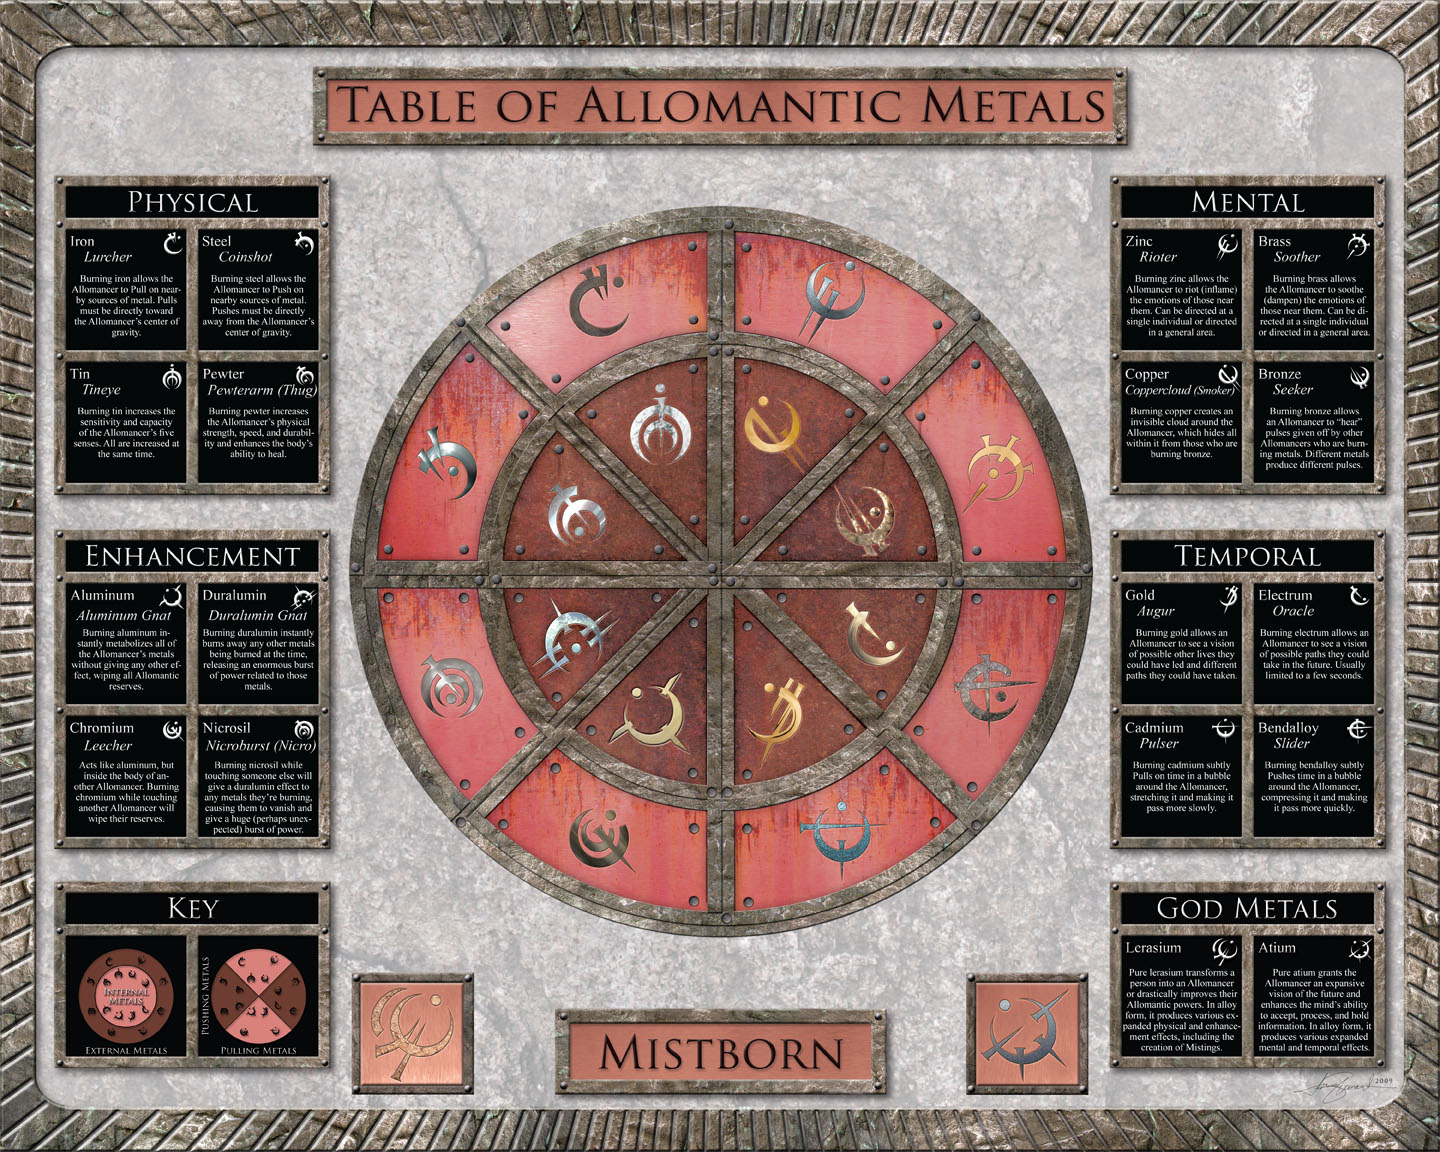 Table of Allomantic Metals
Physical
Iron
Lurcher
Burning iron allows the
Allomancer to Pull on near-
by sources of metal. Pulls
must be directly toward
the Allomancer's center of
gravity.
Steel
Coinshot
Burning steel allows the
Allomancer to Push on
nearby sources of metal.
Pushes must be directly
away from the Allomancer's
center of gravity.
Tin
Tineye
Burning tin increases the
sensitivity and capacity
of the Allomancer's five
senses. All are increased at
the same time.
Pewter
Pewterarm (Thug)
Burning pewter increases
the Allomancer's physical
strength, speed, and durabil-
ity and enhances the body's
ability to heal.
Enhancement
Aluminum
Aluminum Gnat
Burning aluminum in-
stantly metabolizes all of
the Allomancer's metals
without giving any other ef-
fect, wiping all Allomantic
reserves.
Duralumin
Duralumin Gnat
Burning duralumin instantly
burns away any other metals
being burned at the time,
releasing an enormous burst
of power related to those
metals.
Chromium
Leecher
Acts like aluminum, but
inside the body of an-
other Allomancer. Burning
chromium while touching
another Allomancer will
wipe their reserves.
Nicrosil
Nicroburst (Nicro)
Burning nicrosil while
touching someone else will
give a duralumin effect to
any metals they're burning,
causing them to vanish and
give a huge (perhaps unex-
pected) burst of power.
Key
Internal
Metals
External Metals
Pushing Metals
Pulling Metals
Mental
Zinc
Rioter
Burning zinc allows the
Allomancer to riot (inflame)
the emotions of those near
them. Can be directed at a
single individual or directed
in a general area.
Brass
Soother
Burning brass allows
the Allomancer to soothe
(dampen) the emotions of
those near them. Can be di-
rected at a single individual
or directed in a general area.
Copper
Coppercloud (Smoker)
Burning copper creates an
invisible cloud around the
Allomancer, which hides all
within it from those who are
burning bronze.
Bronze
Seeker
Burning bronze allows
an Allomancer to "hear"
pulses given off by other
Allomancers who are burn-
ing metals. Different metals
produce different pulses.
Temporal
Gold
Augur
Burning gold allows an
Allomancer to see a vision
of possible other lives they
could have led and different
paths they could have taken.
Electrum
Oracle
Burning electrum allows an
Allomancer to see a vision
of possible paths they could
take in the future. Usually
limited to a few seconds.
Cadmium
Pulser
Burning cadmium subtly
Pulls on time in a bubble
around the Allomancer,
stretching it and making it
pass more slowly.
Bendalloy
Slider
Burning bendalloy subtly
Pushes time in a bubble
around the Allomancer,
compressing it and making
it pass more quickly.
God Metals
Lerasium
Pure lerasium transforms a
person into an Allomancer
or drastically improves their
Allomantic powers. In alloy
form, it produces various ex-
panded physical and enhance-
ment effects, including the
creation of Mistings.
Atium
Pure atium grants the
Allomancer an expansive
vision of the future and
enhances the mind's ability
to accept, process, and hold
information. In alloy form, it
produces various expanded
mental and temporal effects.
Mistborn
2009